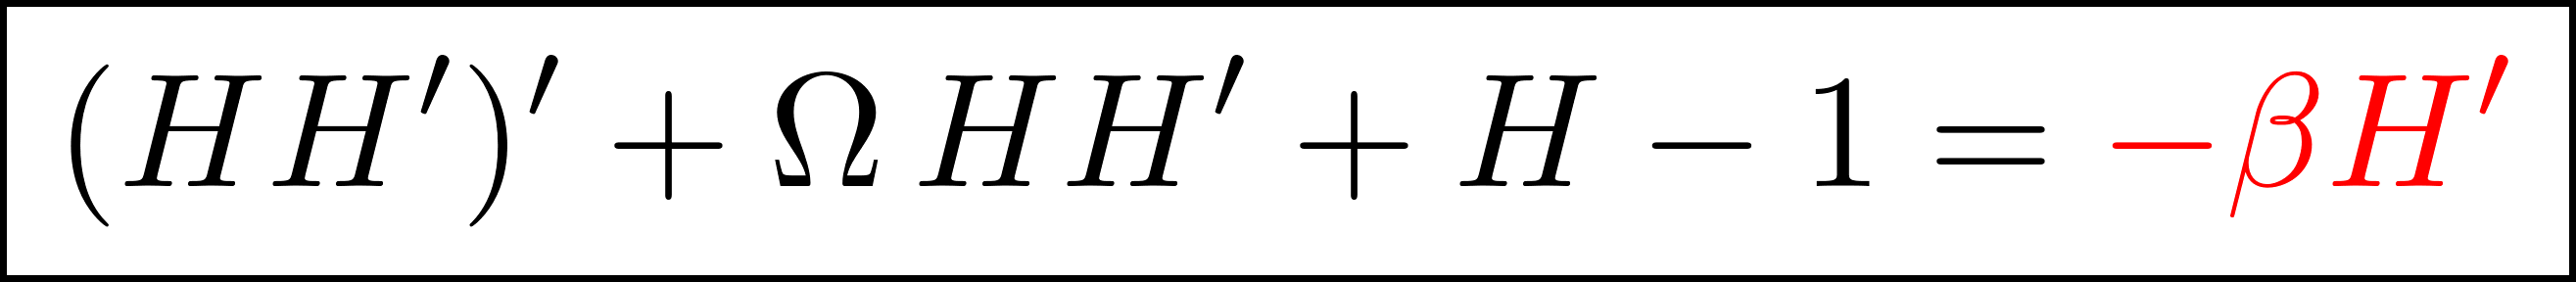 (HH′)′ + Ω HH′ + H − 1 = −βH′